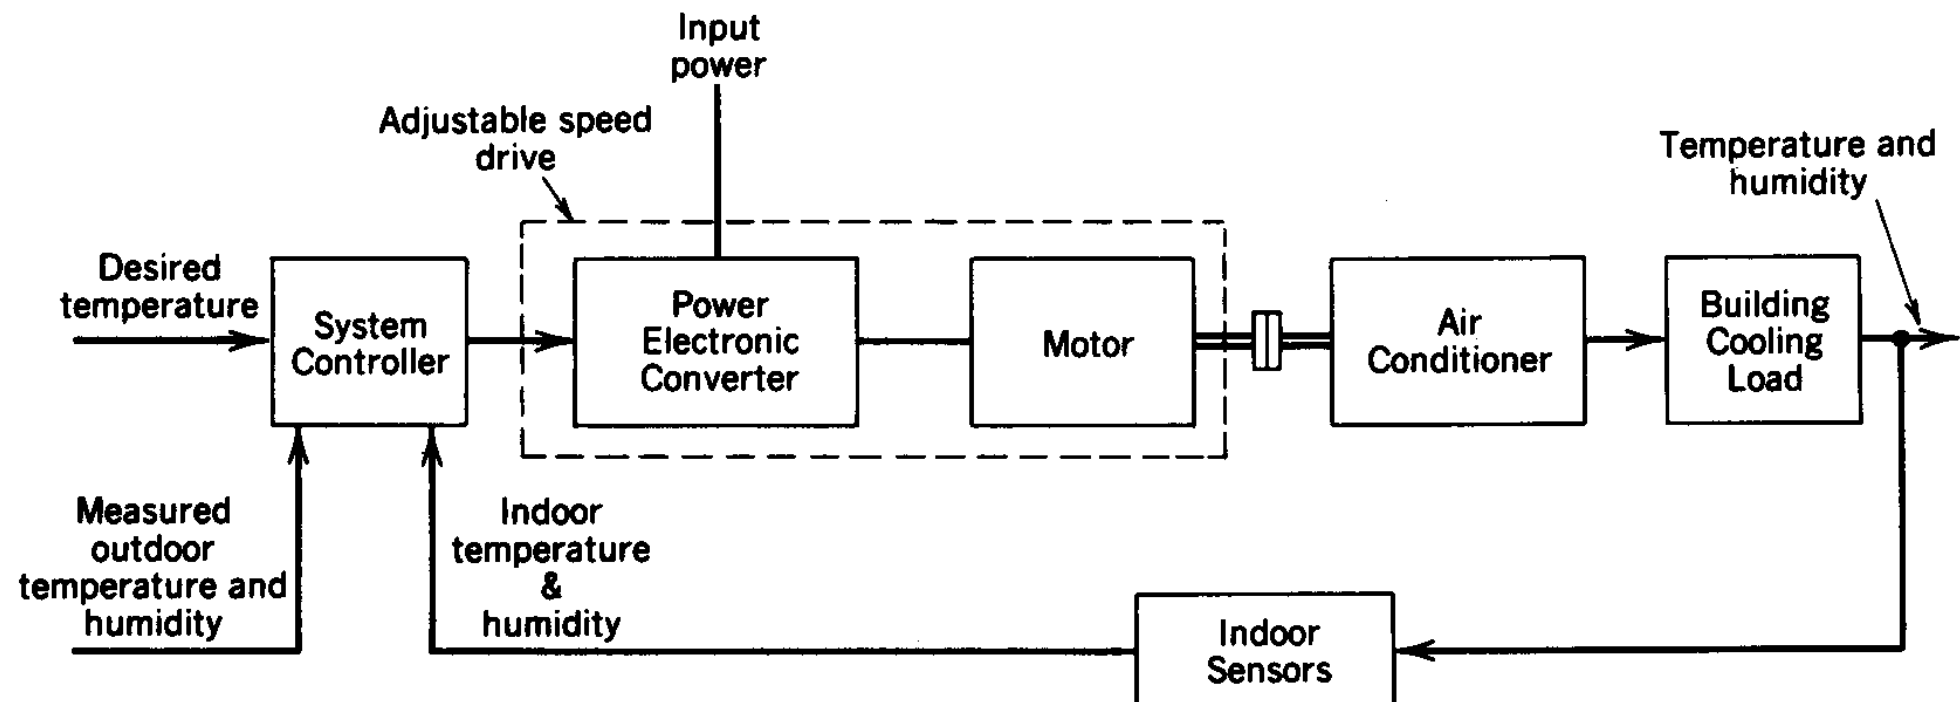 Input
power
Adjustable speed
drive
Temperature and
humidity
Desired
temperature
System
Controller
Power
Electronic
Converter
Motor
Air
Conditioner
Building
Cooling
Load
Measured
outdoor
temperature and
humidity
Indoor
temperature
&
humidity
Indoor
Sensors